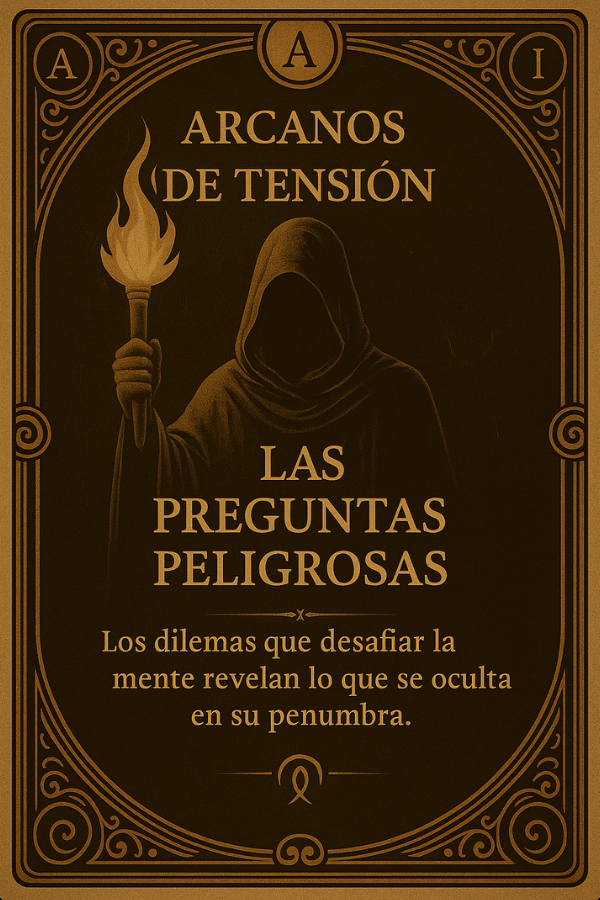 A A I
ARCANOS
DE TENSIÓN
LAS
PREGUNTAS
PELIGROSAS
Los dilemas que desafiar la
mente revelan lo que se oculta
en su penumbra.